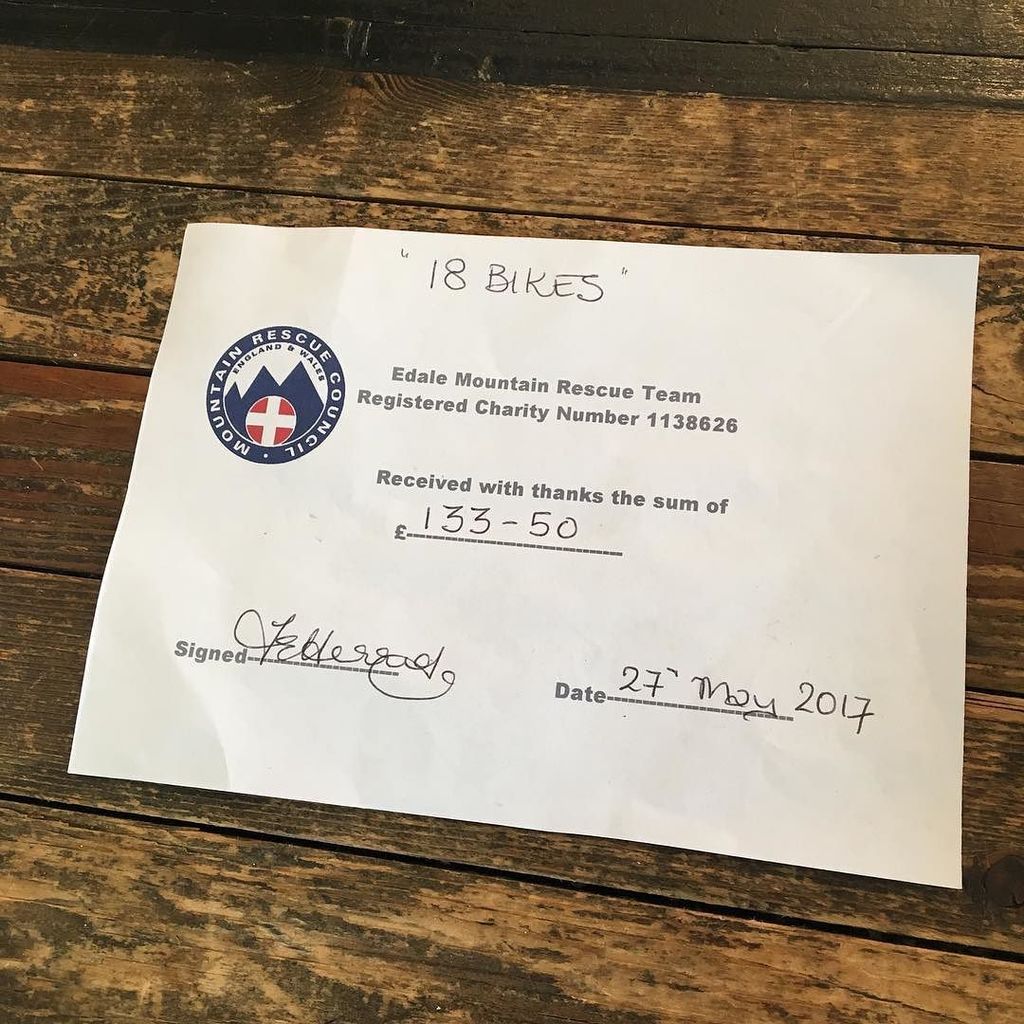 " 18 BIKES "
MOUNTAIN RESCUE COUNCIL
ENGLAND & WALES
Edale Mountain Rescue Team
Registered Charity Number 1138626
Received with thanks the sum of
£ 133-50
Signed
Date 27" May 2017